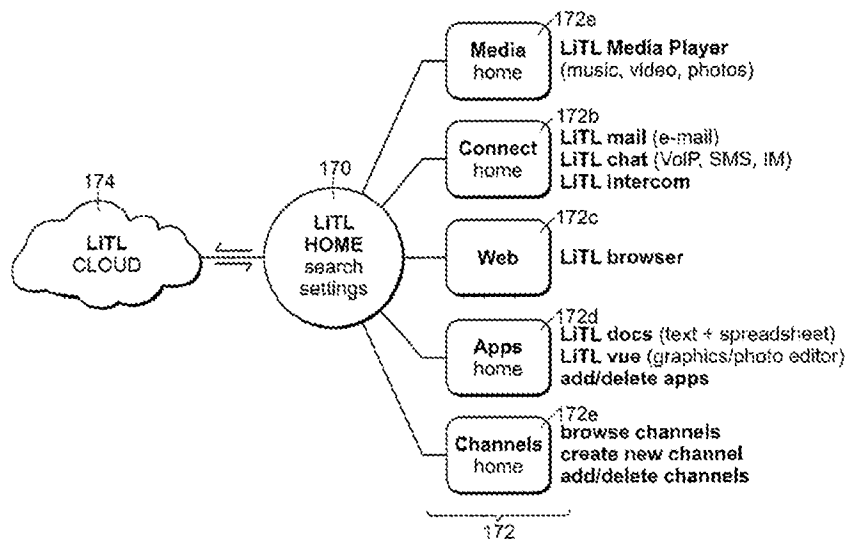 174
LiTL
CLOUD
170
LiTL
HOME
search
settings
172a
Media
home
LiTL Media Player
(music, video, photos)
172b
Connect
home
LiTL mail (e-mail)
LiTL chat (VoIP, SMS, IM)
LiTL intercom
172c
Web
LiTL browser
172d
Apps
home
LiTL docs (text + spreadsheet)
LiTL vue (graphics/photo editor)
add/delete apps
172e
Channels
home
browse channels
create new channel
add/delete channels
172